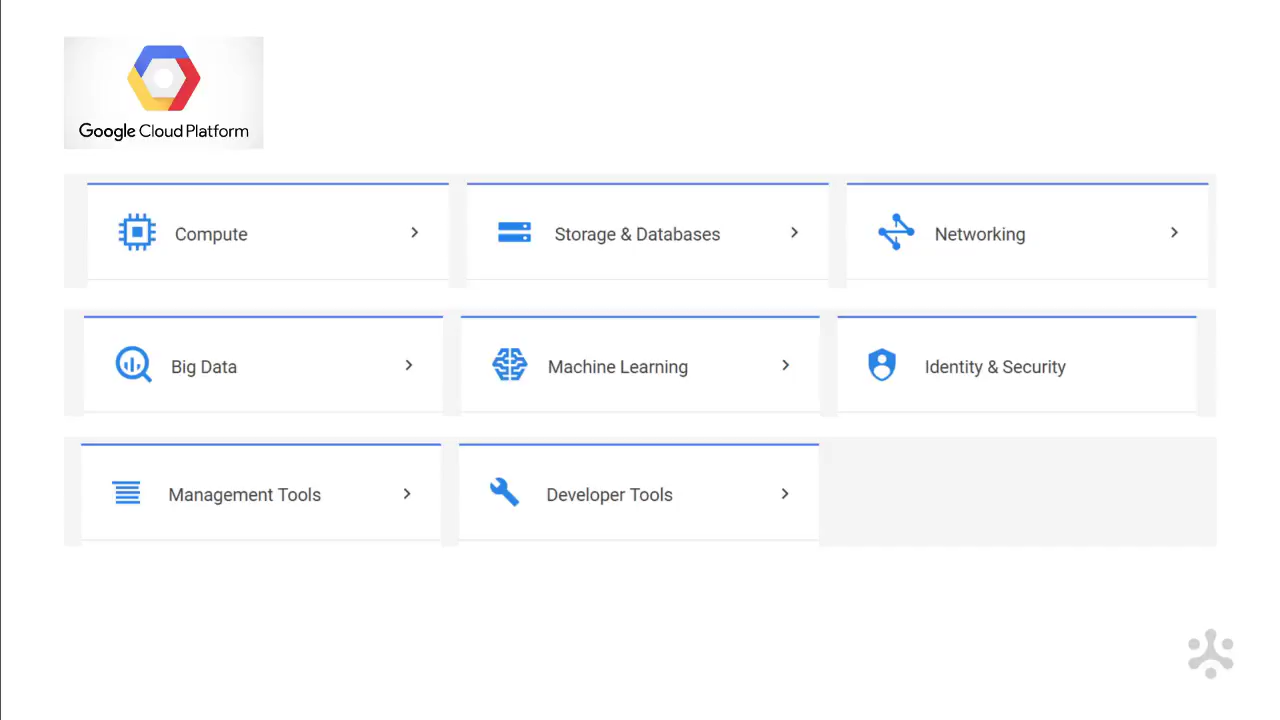 Google Cloud Platform
Compute
Storage & Databases
Networking
Big Data
Machine Learning
Identity & Security
Management Tools
Developer Tools